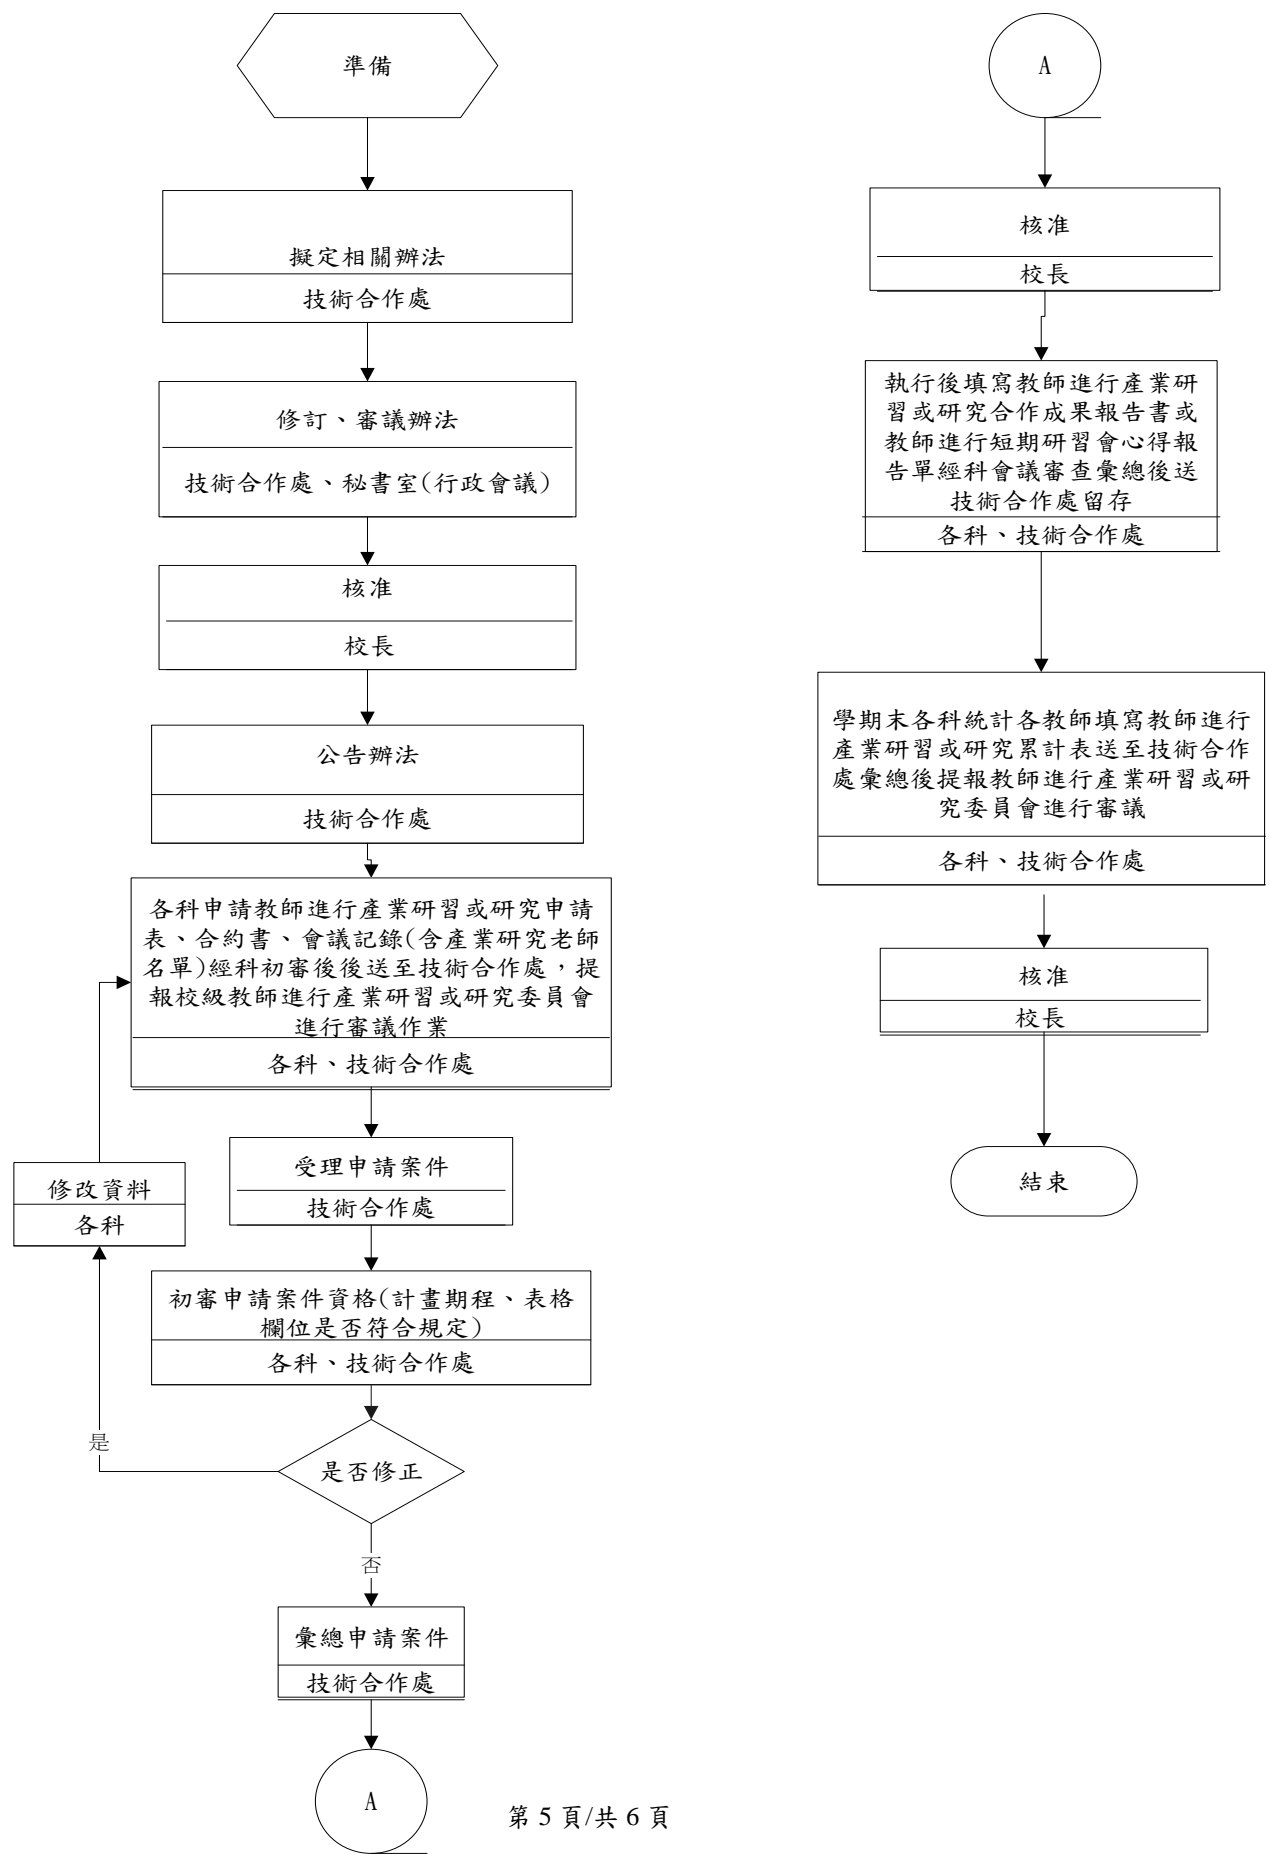 準備
擬定相關辦法
技術合作處
修訂、審議辦法
技術合作處、秘書室(行政會議)
核准
校長
公告辦法
技術合作處
各科申請教師進行產業研習或研究申請
表、合約書、會議記錄(含產業研究老師
名單)經科初審後後送至技術合作處，提
報校級教師進行產業研習或研究委員會
進行審議作業
各科、技術合作處
受理申請案件
技術合作處
修改資料
各科
初審申請案件資格(計畫期程、表格
欄位是否符合規定)
各科、技術合作處
是
是否修正
否
彙總申請案件
技術合作處
A
A
核准
校長
執行後填寫教師進行產業研
習或研究合作成果報告書或
教師進行短期研習會心得報
告單經科會議審查彙總後送
技術合作處留存
各科、技術合作處
學期末各科統計各教師填寫教師進行
產業研習或研究累計表送至技術合作
處彙總後提報教師進行產業研習或研
究委員會進行審議
各科、技術合作處
核准
校長
結束
第 5 頁/共 6 頁